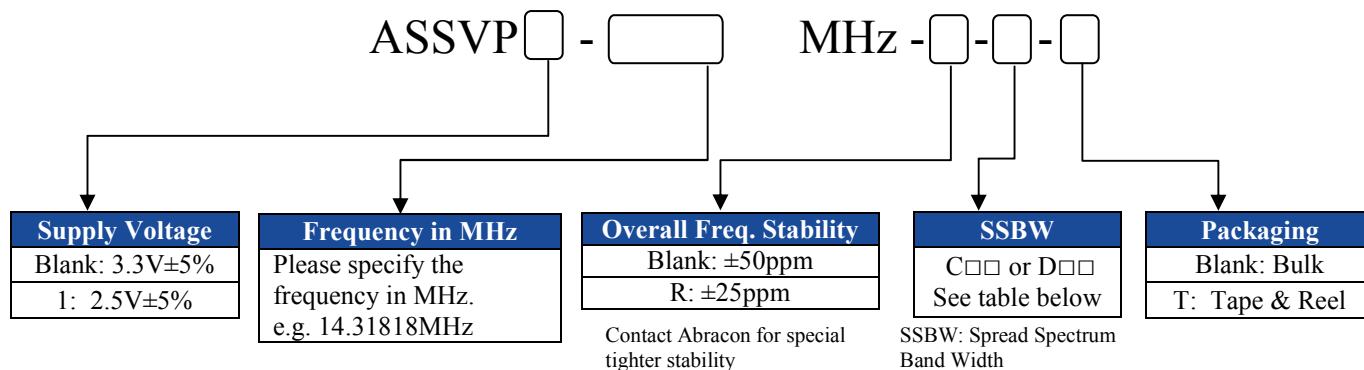 ASSVP□ - □ MHz -□-□-□
Supply Voltage
Blank: 3.3V±5%
1: 2.5V±5%
Frequency in MHz
Please specify the
frequency in MHz.
e.g. 14.31818MHz
Overall Freq. Stability
Blank: ±50ppm
R: ±25ppm
Contact Abracon for special
tighter stability
SSBW
C□□ or D□□
See table below
SSBW: Spread Spectrum
Band Width
Packaging
Blank: Bulk
T: Tape & Reel